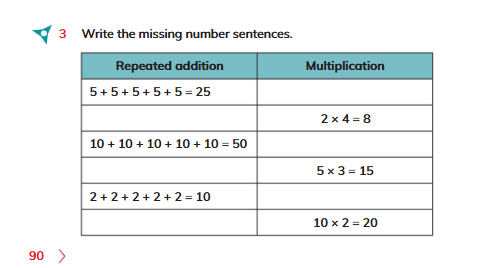 3 Write the missing number sentences.
Repeated addition Multiplication
5 + 5 + 5 + 5 + 5 = 25
2 × 4 = 8
10 + 10 + 10 + 10 + 10 = 50
5 × 3 = 15
2 + 2 + 2 + 2 + 2 = 10
10 × 2 = 20
90